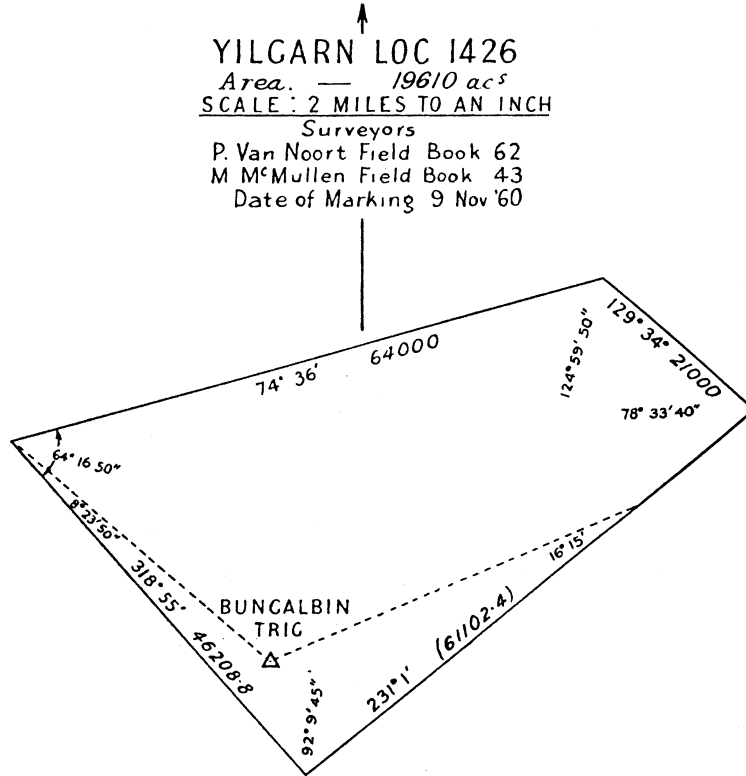 YILGARN LOC 1426
Area. — 19610 acs
SCALE : 2 MILES TO AN INCH
Surveyors
P. Van Noort Field Book 62
M McMullen Field Book 43
Date of Marking 9 Nov '60
74° 36' 64000
129° 34° 21000
124° 59' 50"
78° 33' 40"
64° 16 50"
8° 23' 50"
318° 55' 46208·8
BUNGALBIN
TRIG
16° 15'
231° 1' (61102·4)
92° 9' 45"